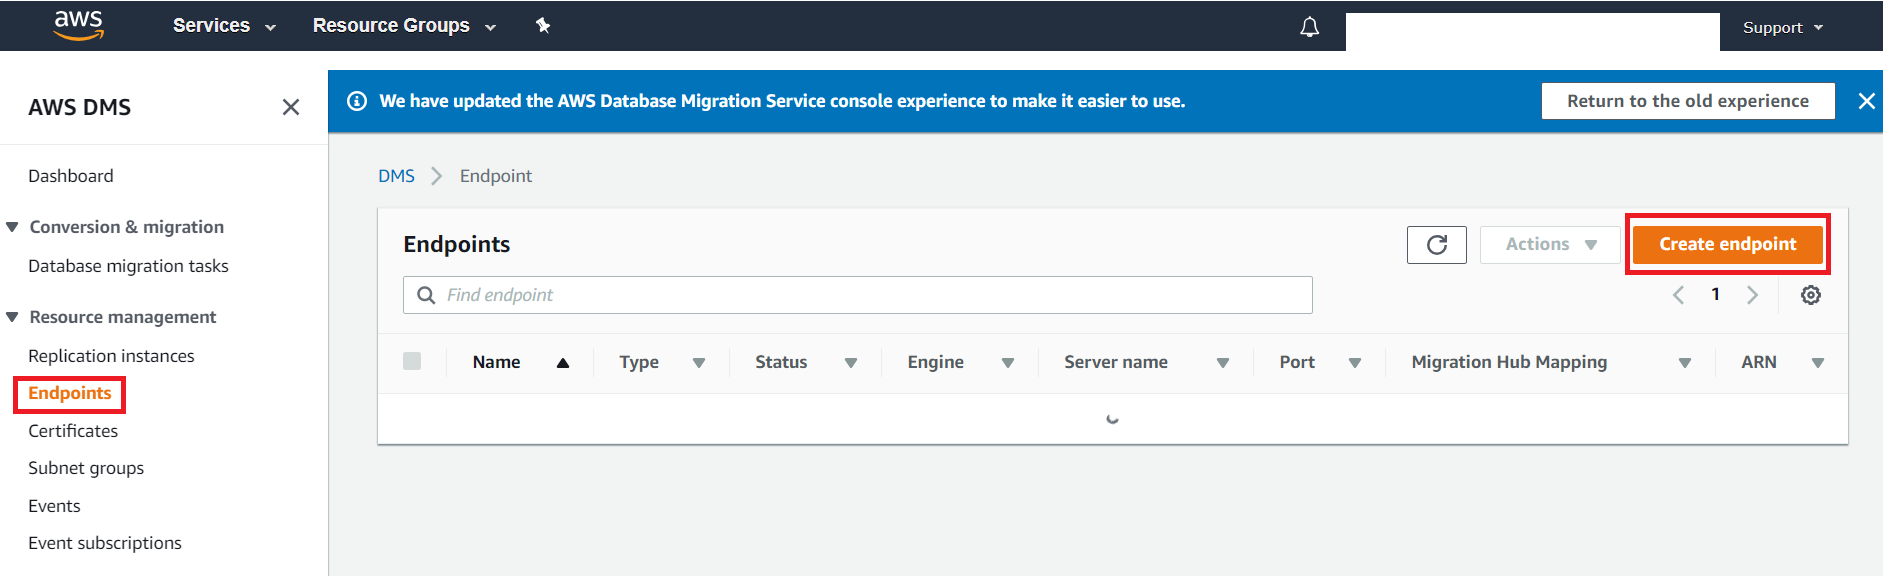 aws Services Resource Groups Support
We have updated the AWS Database Migration Service console experience to make it easier to use. Return to the old experience
AWS DMS
Dashboard
Conversion & migration
Database migration tasks
Resource management
Replication instances
Endpoints
Certificates
Subnet groups
Events
Event subscriptions
DMS Endpoint
Endpoints Actions Create endpoint
Find endpoint 1
Name Type Status Engine Server name Port Migration Hub Mapping ARN